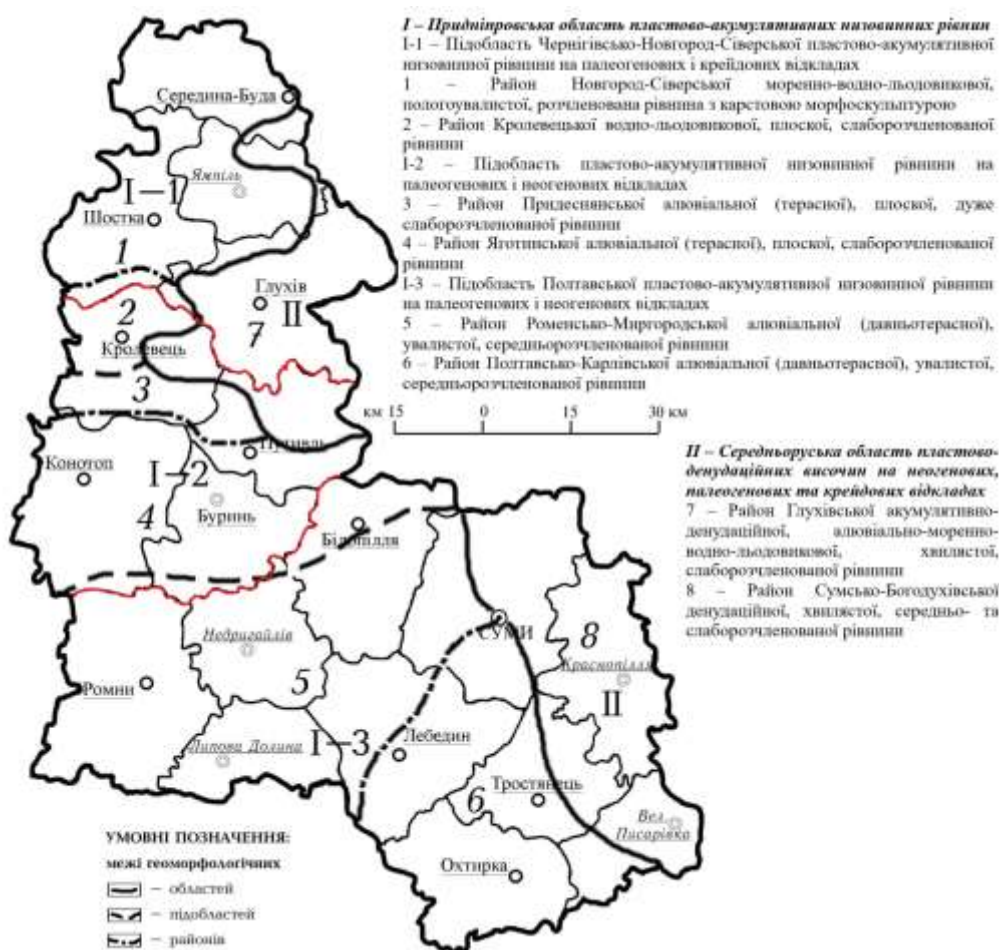 I – Придніпровська область пластово-акумулятивних низовинних рівнин
I-1 – Підобласть Чернігівсько-Новгород-Сіверської пластово-акумулятивної
низовинної рівнини на палеогенових і крейдових відкладах
1 – Район Новгород-Сіверської моренно-водно-льодовикової,
пологоувалистої, розчленована рівнина з карстовою морфоскульптурою
2 – Район Кролевецької водно-льодовикової, плоскої, слаборозчленованої
рівнини
I-2 – Підобласть пластово-акумулятивної низовинної рівнини на
палеогенових і неогенових відкладах
3 – Район Придеснянської алювіальної (терасної), плоскої, дуже
слаборозчленованої рівнини
4 – Район Яготинської алювіальної (терасної), плоскої, слаборозчленованої
рівнини
I-3 – Підобласть Полтавської пластово-акумулятивної низовинної рівнини
на палеогенових і неогенових відкладах
5 – Район Роменсько-Миргородської алювіальної (давньотерасної),
увалистої, середньорозчленованої рівнини
6 – Район Полтавсько-Карлівської алювіальної (давньотерасної), увалистої,
середньорозчленованої рівнини
км 15 0 15 30 км
II – Середньоруська область пластово-
денудаційних височин на неогенових,
палеогенових та крейдових відкладах
7 – Район Глухівської акумулятивно-
денудаційної, алювіально-моренно-
водно-льодовикової, хвилястої,
слаборозчленованої рівнини
8 – Район Сумсько-Богодухівської
денудаційної, хвилястої, середньо- та
слаборозчленованої рівнини
Середина-Буда
Ямпіль
I–1
Шостка
1
Глухів
2
II
7
Кролевець
3
Путивль
Конотоп
I–2
Буринь
4
Білопілля
СУМИ
8
Недригайлів
Краснопілля
5
Ромни
II
Лебедин
Липова Долина
I–3
Тростянець
6
Вел.
Писарівка
Охтирка
УМОВНІ ПОЗНАЧЕННЯ:
межі геоморфологічних
– областей
– підобластей
– районів